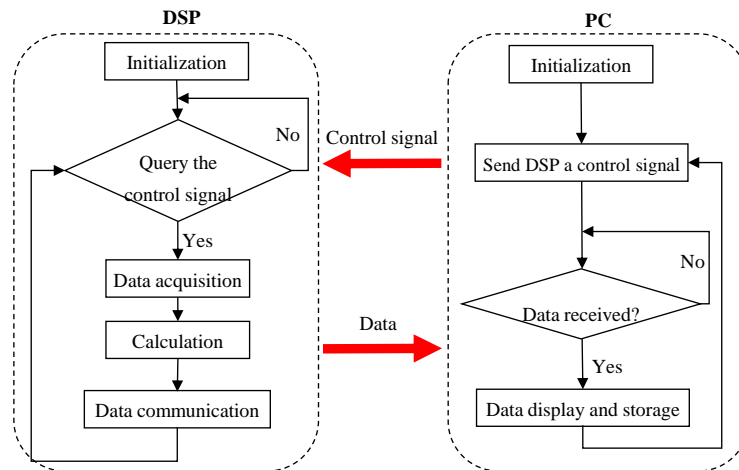 DSP
Initialization
No
Query the
control signal
Yes
Data acquisition
Calculation
Data communication
Control signal
Data
PC
Initialization
Send DSP a control signal
No
Data received?
Yes
Data display and storage